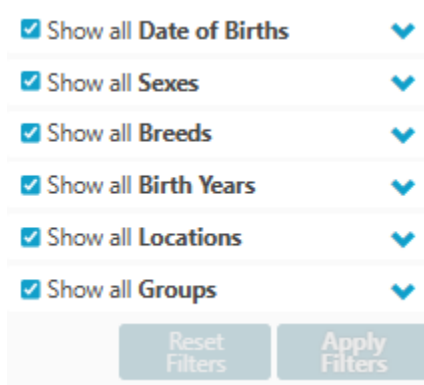 Show all Date of Births
Show all Sexes
Show all Breeds
Show all Birth Years
Show all Locations
Show all Groups
Reset
Filters
Apply
Filters